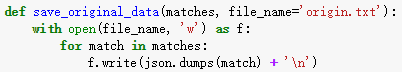 def save_original_data(matches, file_name='origin.txt'):
    with open(file_name, 'w') as f:
        for match in matches:
            f.write(json.dumps(match) + '\n')